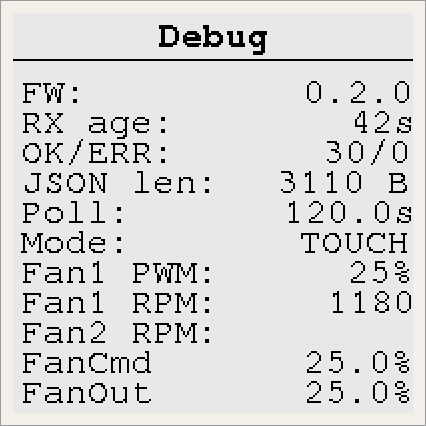 Debug
FW: 0.2.0
RX age: 42s
OK/ERR: 30/0
JSON len: 3110 B
Poll: 120.0s
Mode: TOUCH
Fan1 PWM: 25%
Fan1 RPM: 1180
Fan2 RPM:
FanCmd 25.0%
FanOut 25.0%